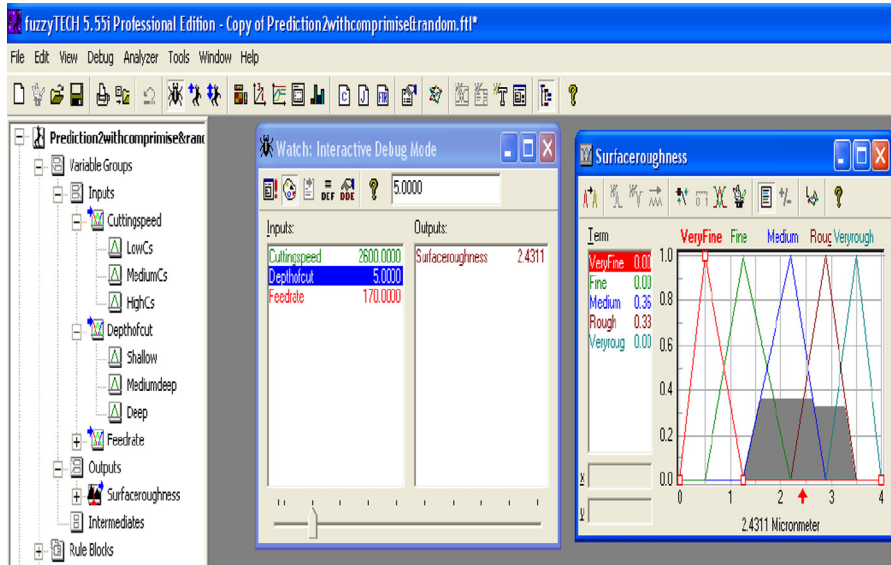 fuzzyTECH 5.55i Professional Edition - Copy of Prediction2withcomprimise&random.ftl*
File Edit View Debug Analyzer Tools Window Help
C J FIR ?
Prediction2withcomprimise&rand
Variable Groups
Inputs
Cuttingspeed
LowCs
MediumCs
HighCs
Depthofcut
Shallow
Mediumdeep
Deep
Feedrate
Outputs
Surfaceroughness
Intermediates
Rule Blocks
Watch: Interactive Debug Mode
DEF DDE ? 5.0000
Inputs: Outputs:
Cuttingspeed 2600.0000 Surfaceroughness 2.4311
Depthofcut 5.0000
Feedrate 170.0000
Surfaceroughness
?
Term VeryFine Fine Medium Roug Veryrough
VeryFine 0.00
Fine 0.00
Medium 0.36
Rough 0.33
Veryroug 0.00
1.0
0.8
0.6
0.4
0.2
0.0
0 1 2 3 4
x
y
2.4311 Micronmeter